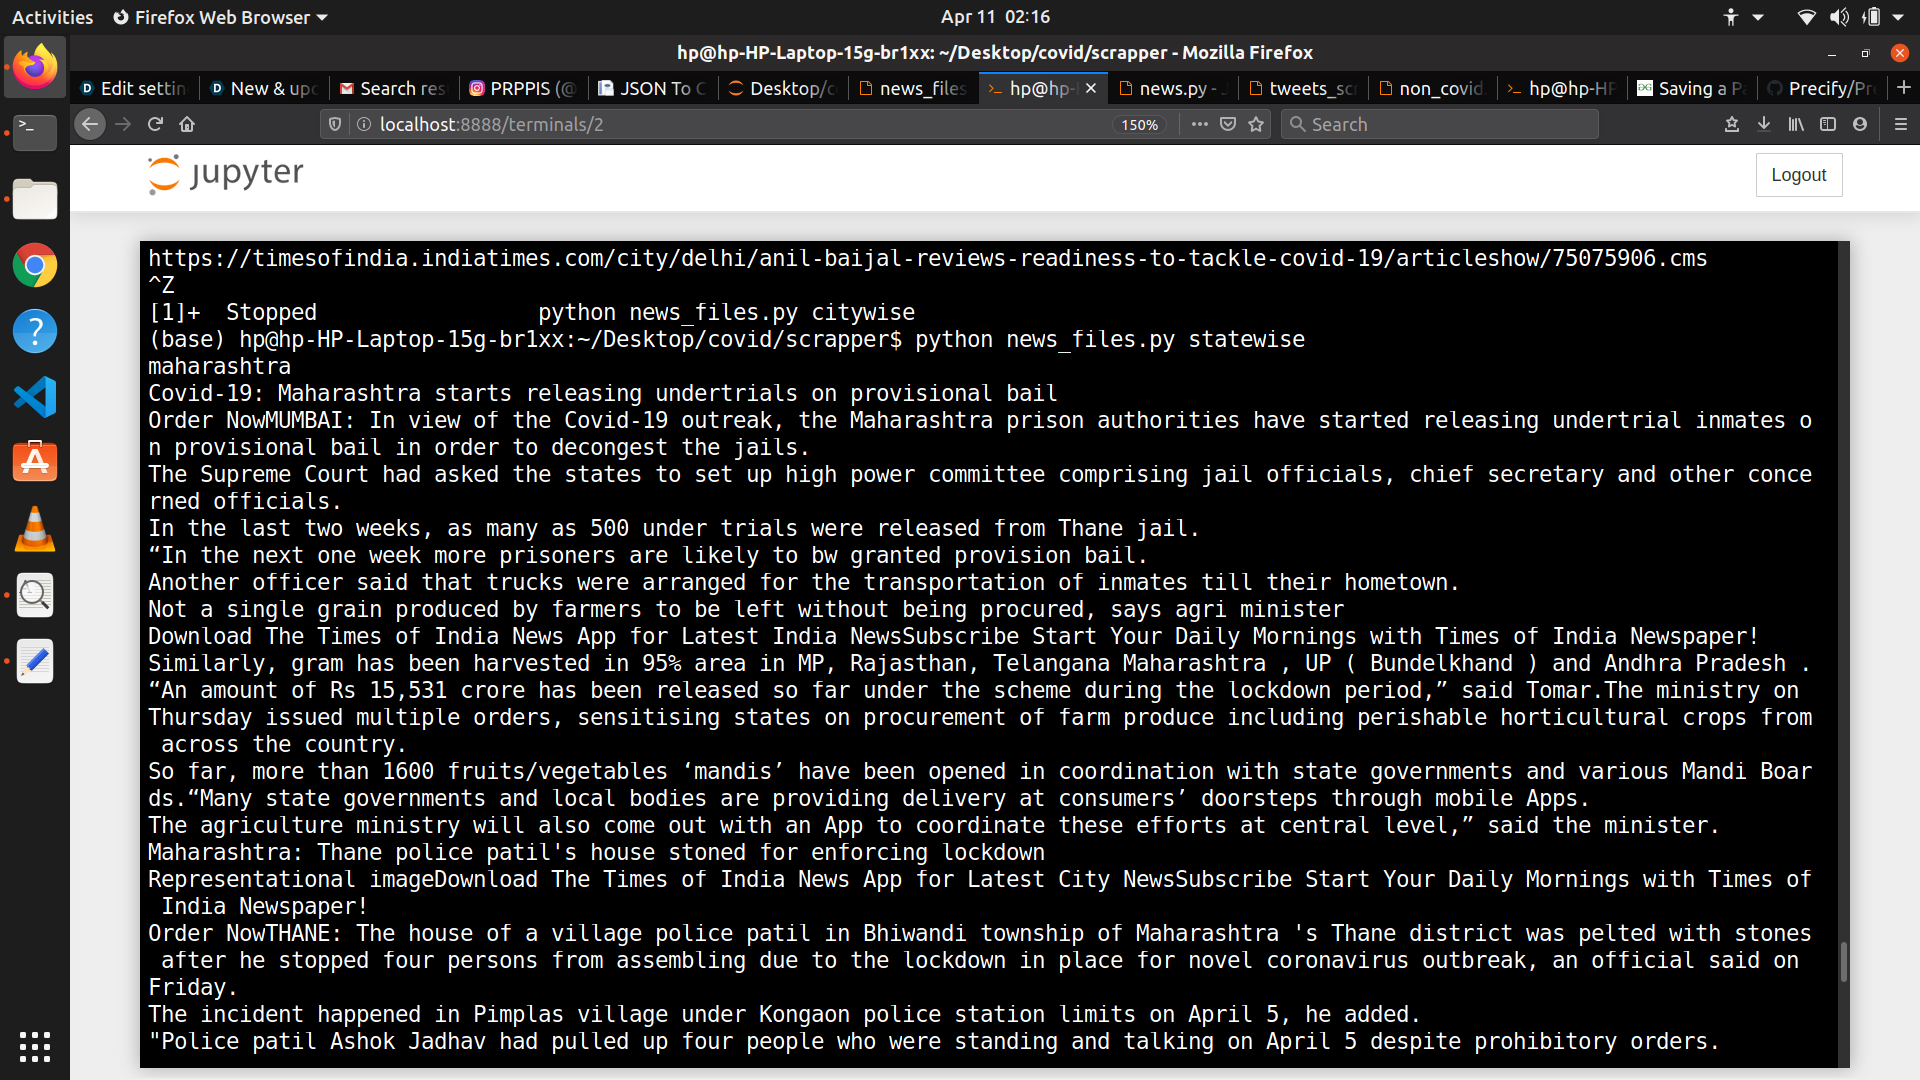 Activities Firefox Web Browser Apr 11 02:16
hp@hp-HP-Laptop-15g-br1xx: ~/Desktop/covid/scrapper - Mozilla Firefox
Edit settin New & upd Search res PRPPIS (@ JSON To C Desktop/c news_files hp@hp- news.py - tweets_scr non_covid hp@hp-HP Saving a Pa Precify/Pre
localhost:8888/terminals/2 150% Search
jupyter Logout
https://timesofindia.indiatimes.com/city/delhi/anil-baijal-reviews-readiness-to-tackle-covid-19/articleshow/75075906.cms
^Z
[1]+  Stopped                 python news_files.py citywise
(base) hp@hp-HP-Laptop-15g-br1xx:~/Desktop/covid/scrapper$ python news_files.py statewise
maharashtra
Covid-19: Maharashtra starts releasing undertrials on provisional bail
Order NowMUMBAI: In view of the Covid-19 outreak, the Maharashtra prison authorities have started releasing undertrial inmates o
n provisional bail in order to decongest the jails.
The Supreme Court had asked the states to set up high power committee comprising jail officials, chief secretary and other conce
rned officials.
In the last two weeks, as many as 500 under trials were released from Thane jail.
“In the next one week more prisoners are likely to bw granted provision bail.
Another officer said that trucks were arranged for the transportation of inmates till their hometown.
Not a single grain produced by farmers to be left without being procured, says agri minister
Download The Times of India News App for Latest India NewsSubscribe Start Your Daily Mornings with Times of India Newspaper!
Similarly, gram has been harvested in 95% area in MP, Rajasthan, Telangana Maharashtra , UP ( Bundelkhand ) and Andhra Pradesh .
“An amount of Rs 15,531 crore has been released so far under the scheme during the lockdown period,” said Tomar.The ministry on
Thursday issued multiple orders, sensitising states on procurement of farm produce including perishable horticultural crops from
across the country.
So far, more than 1600 fruits/vegetables ‘mandis’ have been opened in coordination with state governments and various Mandi Boar
ds.“Many state governments and local bodies are providing delivery at consumers’ doorsteps through mobile Apps.
The agriculture ministry will also come out with an App to coordinate these efforts at central level,” said the minister.
Maharashtra: Thane police patil's house stoned for enforcing lockdown
Representational imageDownload The Times of India News App for Latest City NewsSubscribe Start Your Daily Mornings with Times of
India Newspaper!
Order NowTHANE: The house of a village police patil in Bhiwandi township of Maharashtra 's Thane district was pelted with stones
after he stopped four persons from assembling due to the lockdown in place for novel coronavirus outbreak, an official said on
Friday.
The incident happened in Pimplas village under Kongaon police station limits on April 5, he added.
"Police patil Ashok Jadhav had pulled up four people who were standing and talking on April 5 despite prohibitory orders.